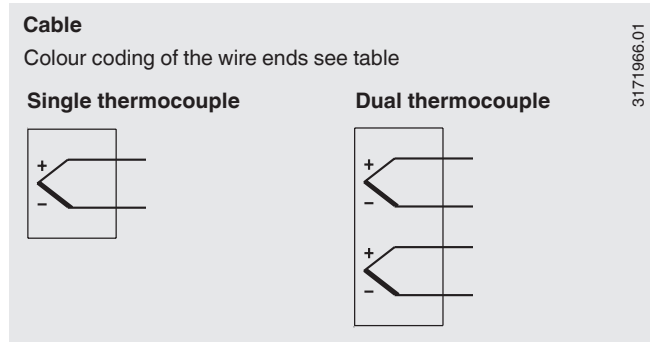 Cable
Colour coding of the wire ends see table
Single thermocouple
Dual thermocouple
+
–
+
–
+
–
3171966.01